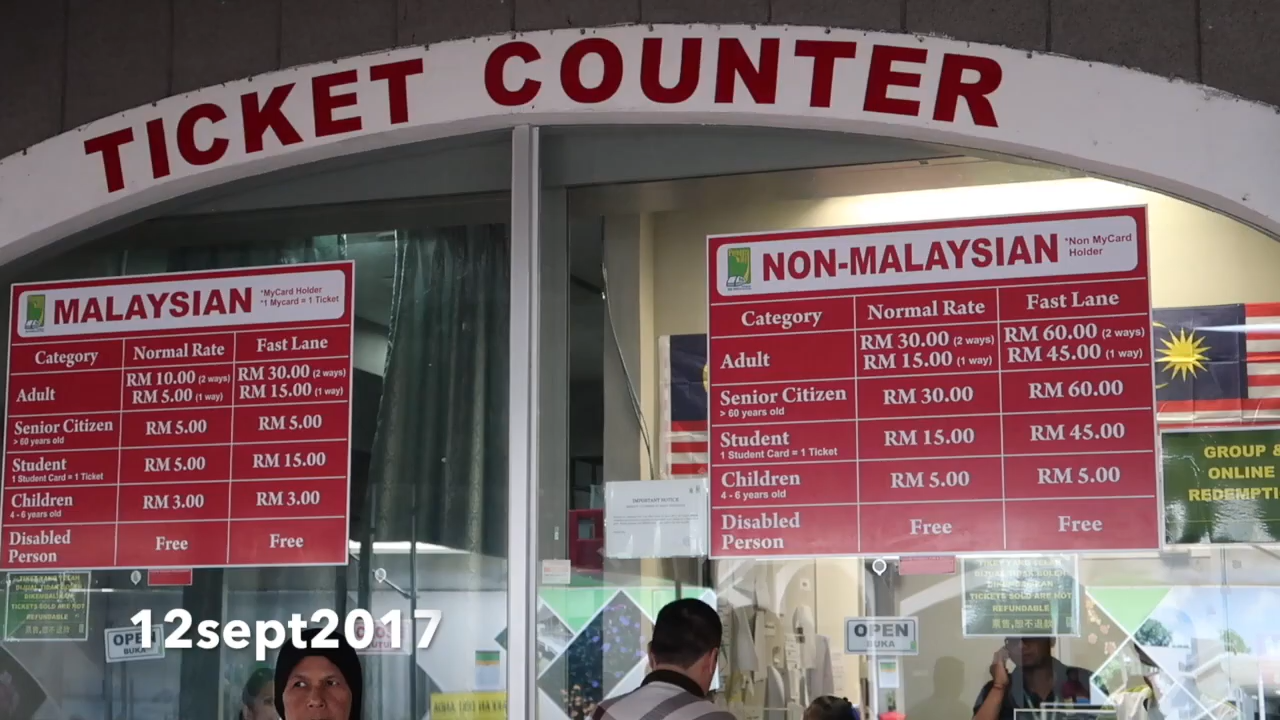 TICKET COUNTER
MALAYSIAN
*MyCard Holder
*1 Mycard = 1 Ticket
Category Normal Rate Fast Lane
Adult RM 10.00 (2 ways) RM 30.00 (2 ways)
RM 5.00 (1 way) RM 15.00 (1 way)
Senior Citizen RM 5.00 RM 5.00
> 60 years old
Student RM 5.00 RM 15.00
1 Student Card = 1 Ticket
Children RM 3.00 RM 3.00
4 - 6 years old
Disabled Person Free Free
NON-MALAYSIAN
*Non MyCard
Holder
Category Normal Rate Fast Lane
Adult RM 30.00 (2 ways) RM 60.00 (2 ways)
RM 15.00 (1 way) RM 45.00 (1 way)
Senior Citizen RM 30.00 RM 60.00
> 60 years old
Student RM 15.00 RM 45.00
1 Student Card = 1 Ticket
Children RM 5.00 RM 5.00
4 - 6 years old
Disabled Person Free Free
GROUP &
ONLINE
REDEMPTI
IMPORTANT NOTICE
TICKETS SOLD ARE NOT
REFUNDABLE
OPEN
BUKA
12sept2017
OPEN
BUKA
TICKETS SOLD ARE NOT
REFUNDABLE